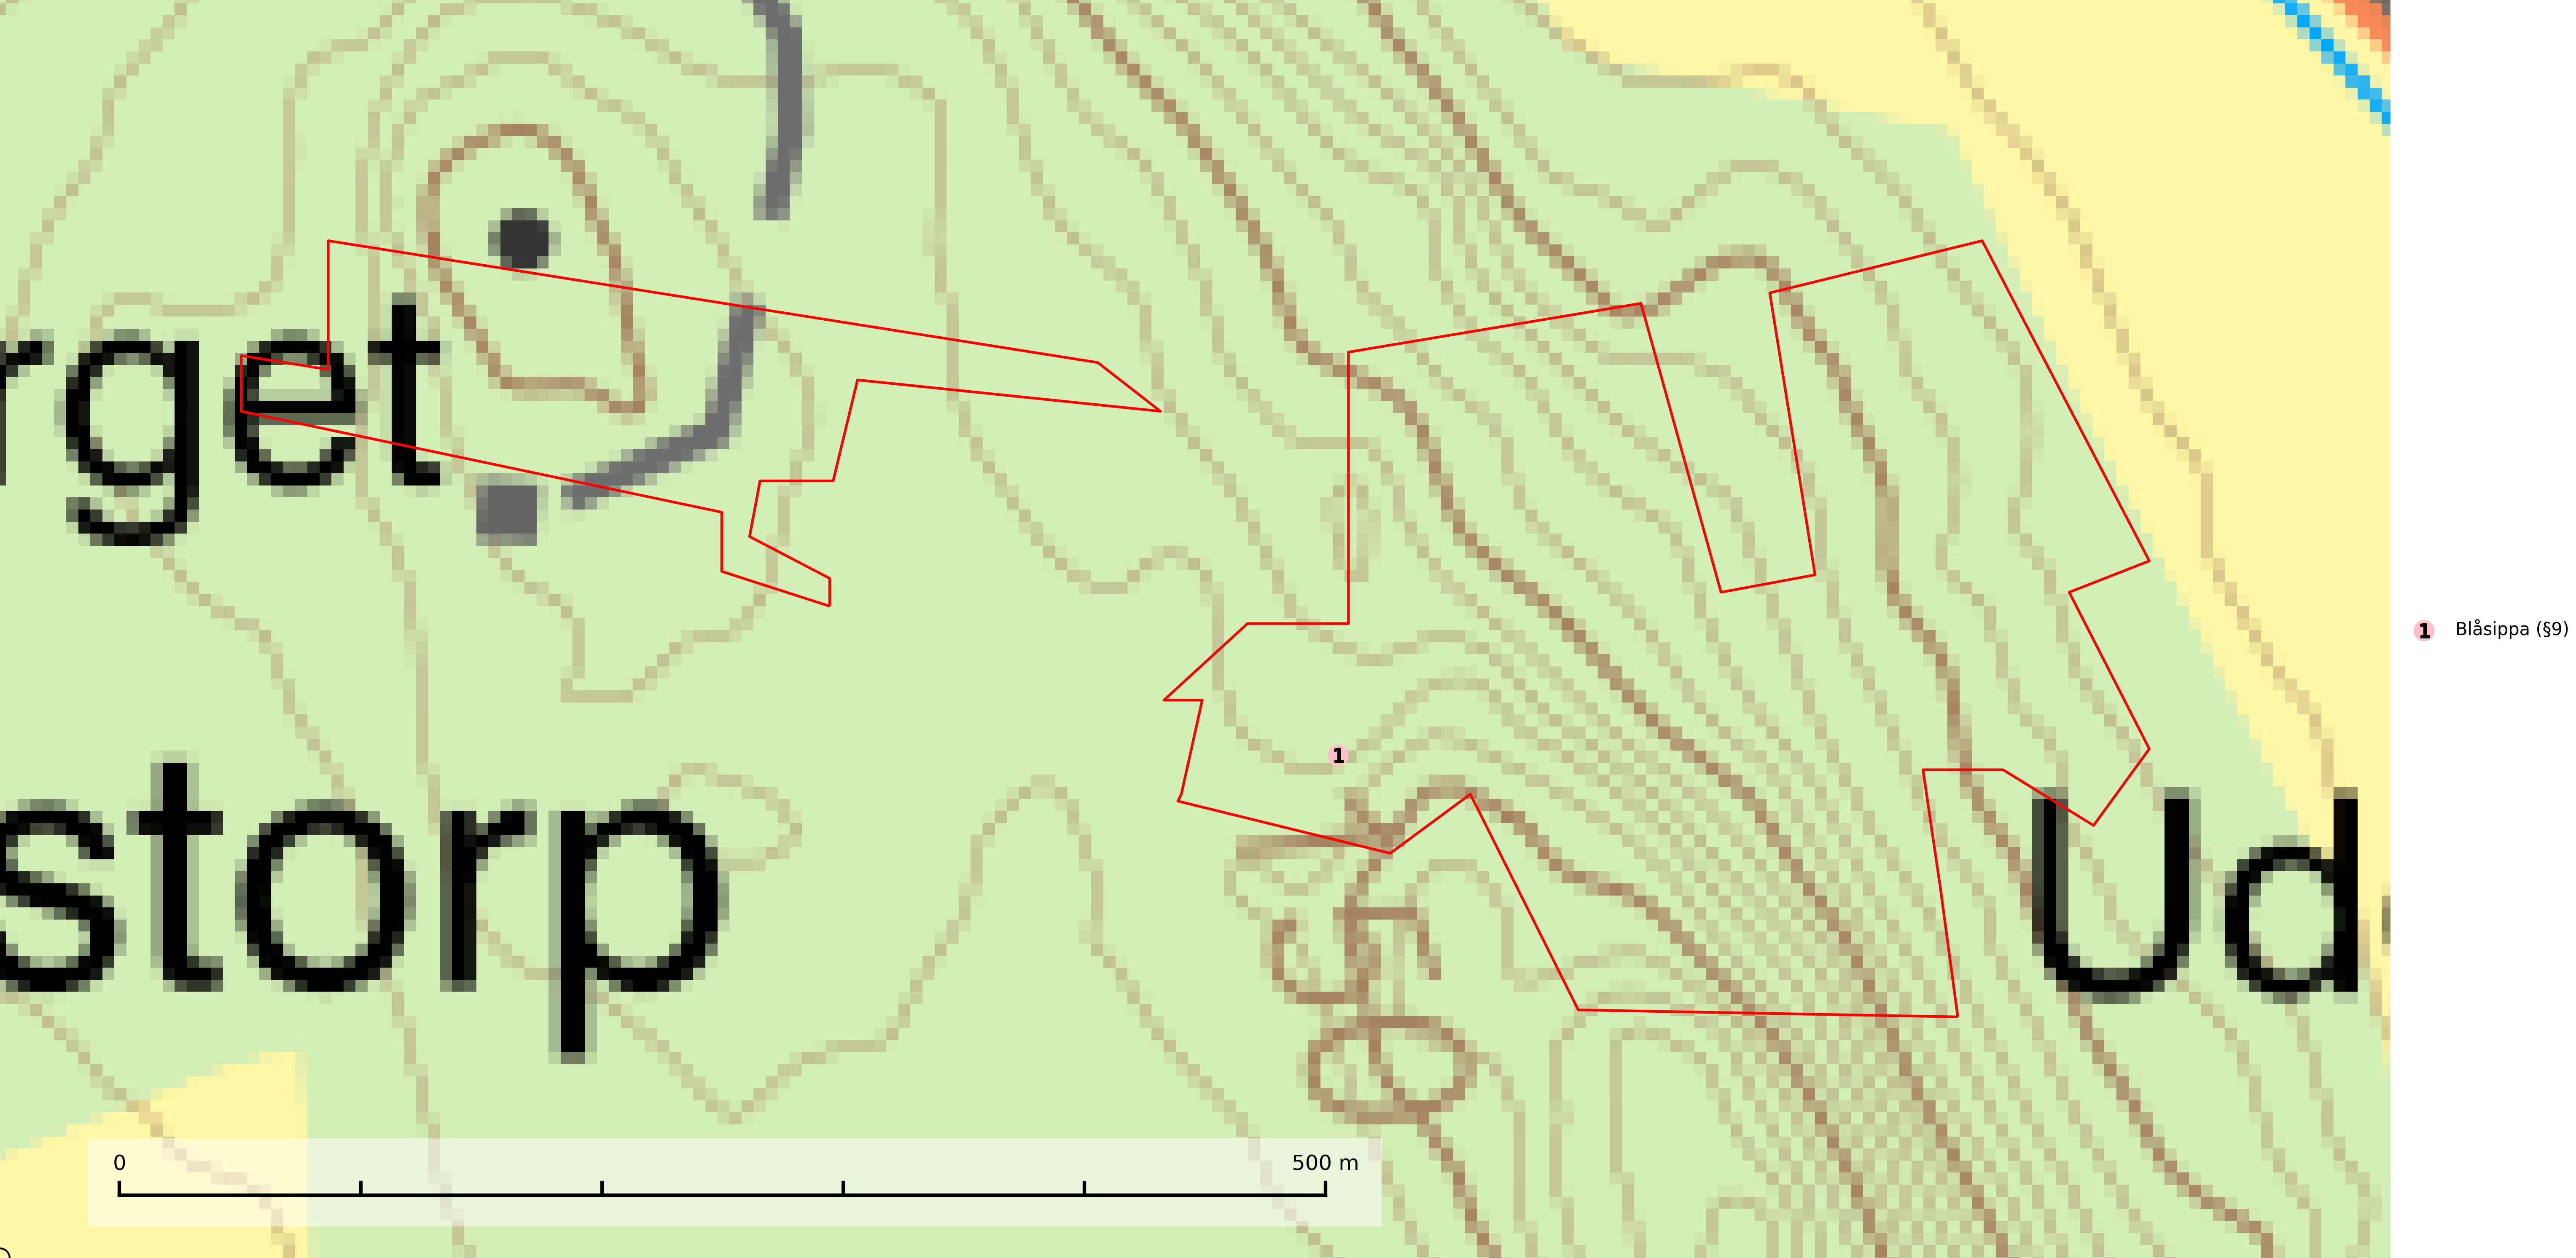 rget
storp
Ud
1
1 Blåsippa (§9)
0 500 m